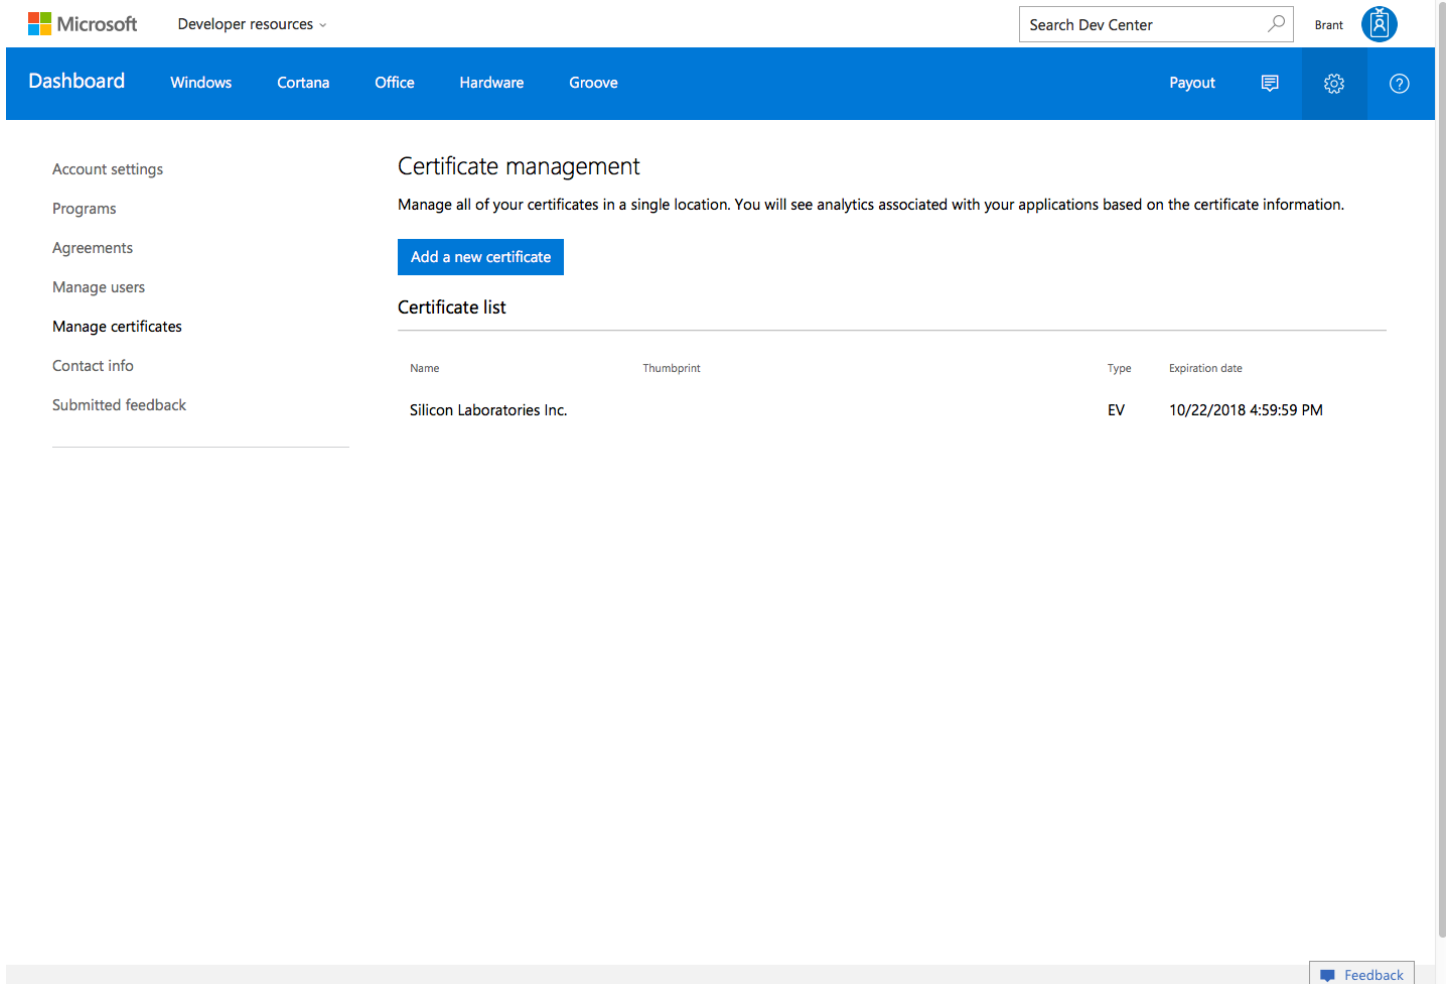 Microsoft Developer resources Search Dev Center Brant
Dashboard Windows Cortana Office Hardware Groove Payout
Account settings
Programs
Agreements
Manage users
Manage certificates
Contact info
Submitted feedback
Certificate management
Manage all of your certificates in a single location. You will see analytics associated with your applications based on the certificate information.
Add a new certificate
Certificate list
Name Thumbprint Type Expiration date
Silicon Laboratories Inc. EV 10/22/2018 4:59:59 PM
Feedback